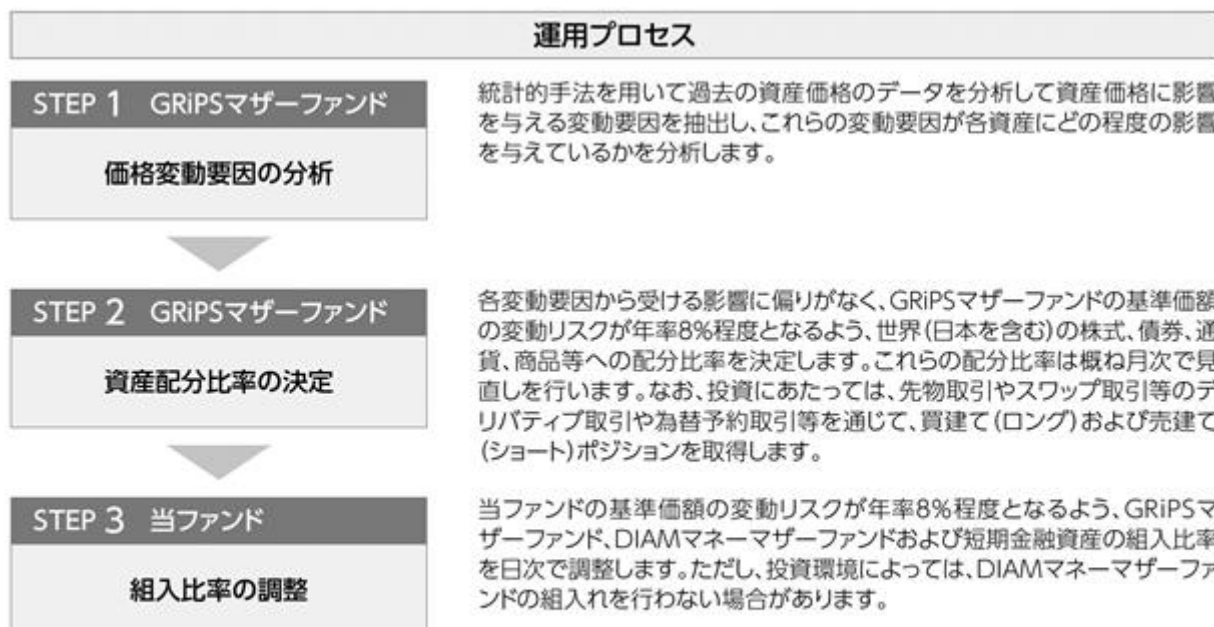 運用プロセス
STEP 1 GRiPSマザーファンド
価格変動要因の分析
統計的手法を用いて過去の資産価格のデータを分析して資産価格に影響
を与える変動要因を抽出し、これらの変動要因が各資産にどの程度の影響
を与えているかを分析します。
STEP 2 GRiPSマザーファンド
資産配分比率の決定
各変動要因から受ける影響に偏りがなく、GRiPSマザーファンドの基準価額
の変動リスクが年率8%程度となるよう、世界(日本を含む)の株式、債券、通
貨、商品等への配分比率を決定します。これらの配分比率は概ね月次で見
直しを行います。なお、投資にあたっては、先物取引やスワップ取引等のデ
リバティブ取引や為替予約取引等を通じて、買建て(ロング)および売建て
(ショート)ポジションを取得します。
STEP 3 当ファンド
組入比率の調整
当ファンドの基準価額の変動リスクが年率8%程度となるよう、GRiPSマ
ザーファンド、DIAMマネーマザーファンドおよび短期金融資産の組入比率
を日次で調整します。ただし、投資環境によっては、DIAMマネーマザーファ
ンドの組入れを行わない場合があります。